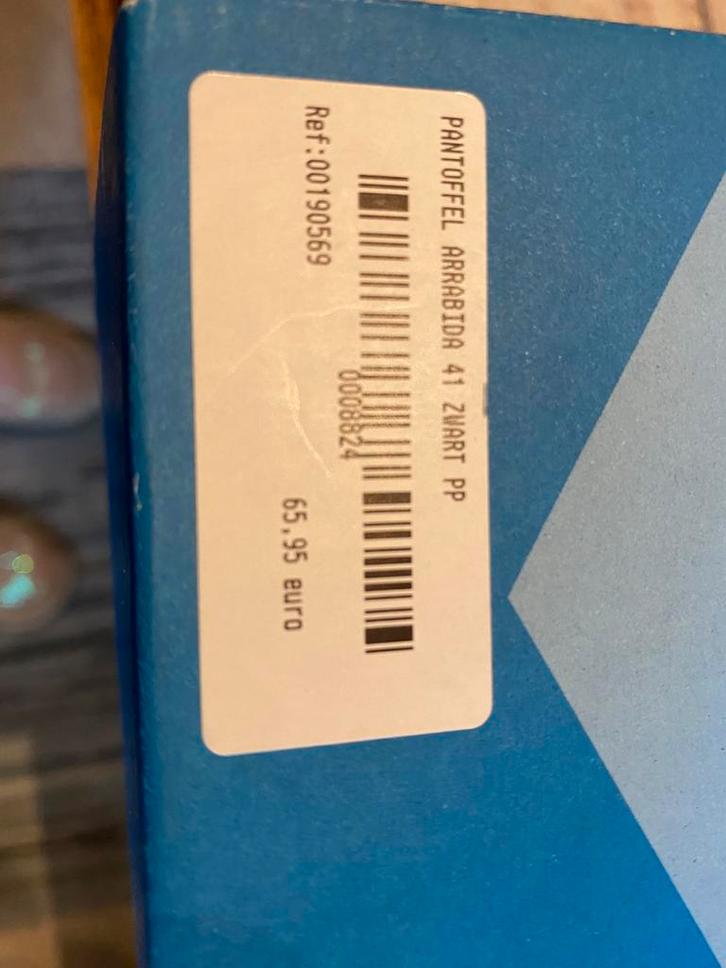 PANTOFFEL ARRABIDA 41 ZWART PP
0008824
Ref:00190569
65,95 euro